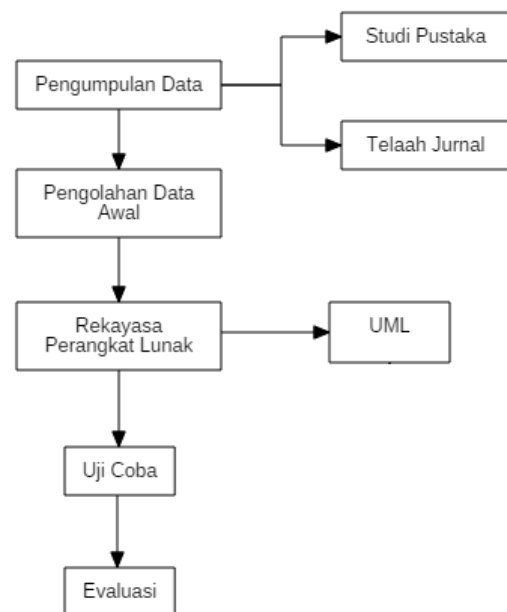 Studi Pustaka
Pengumpulan Data
Telaah Jurnal
Pengolahan Data
Awal
Rekayasa
Perangkat Lunak
UML
Uji Coba
Evaluasi